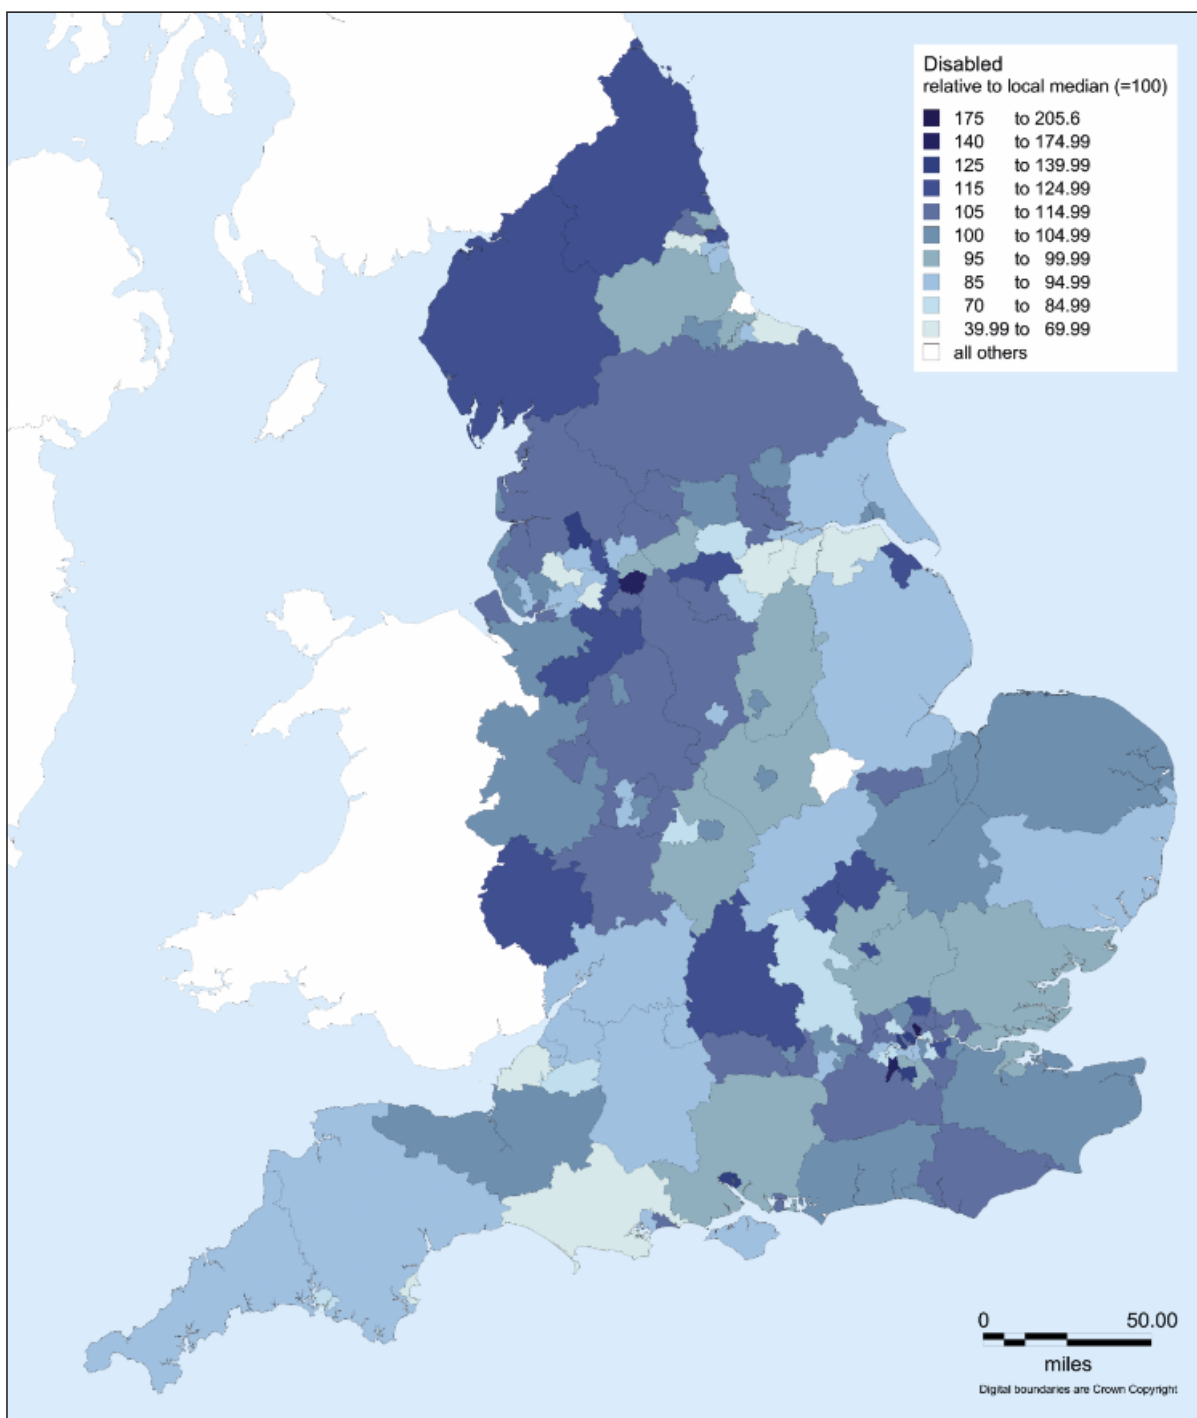 Disabled
relative to local median (=100)
175 to 205.6
140 to 174.99
125 to 139.99
115 to 124.99
105 to 114.99
100 to 104.99
95 to 99.99
85 to 94.99
70 to 84.99
39.99 to 69.99
all others
0 50.00
miles
Digital boundaries are Crown Copyright